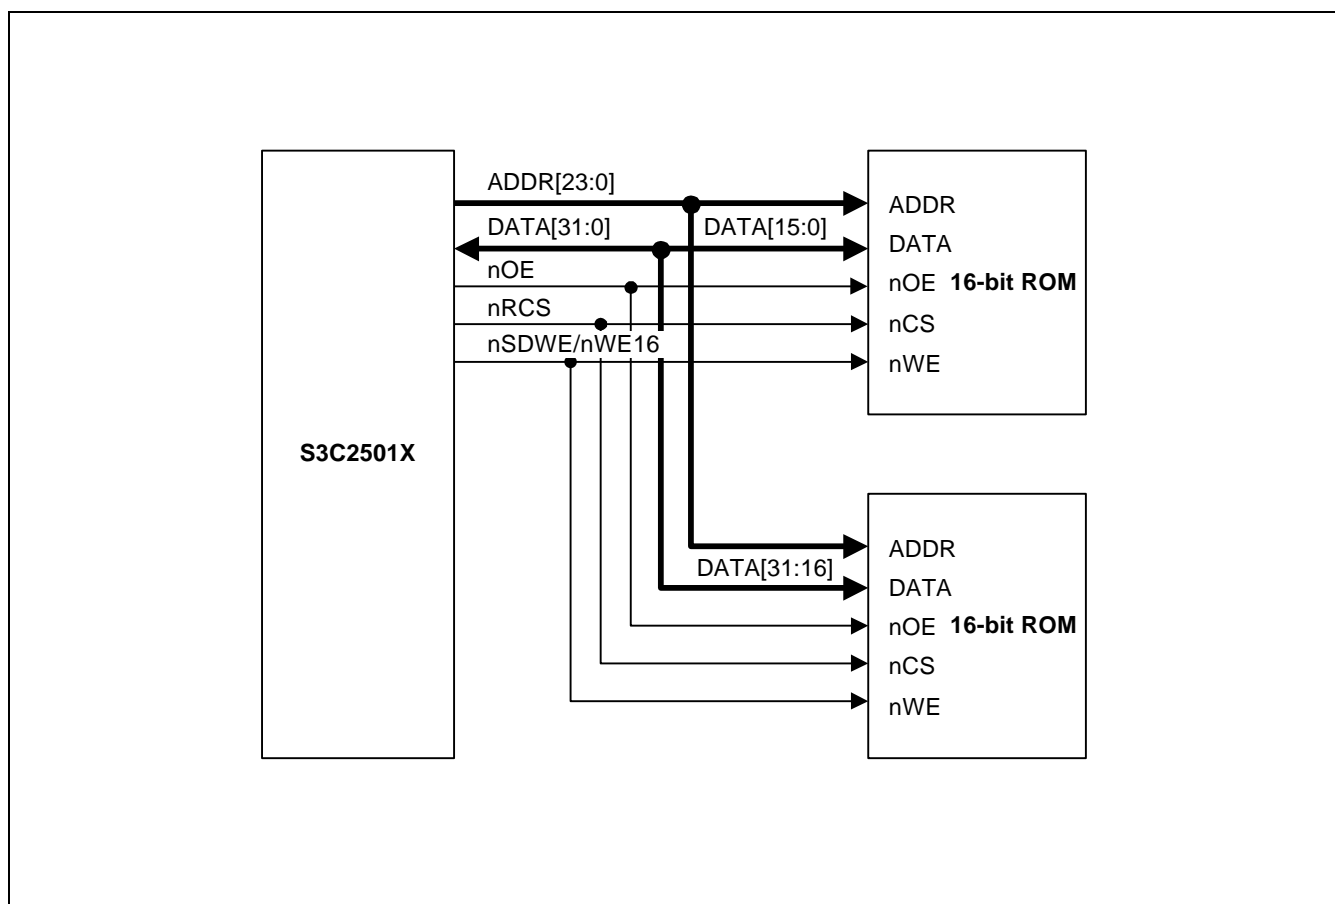 ADDR[23:0]
DATA[31:0]
DATA[15:0]
nOE
nRCS
nSDWE/nWE16
S3C2501X
ADDR
DATA
nOE 16-bit ROM
nCS
nWE
DATA[31:16]
ADDR
DATA
nOE 16-bit ROM
nCS
nWE